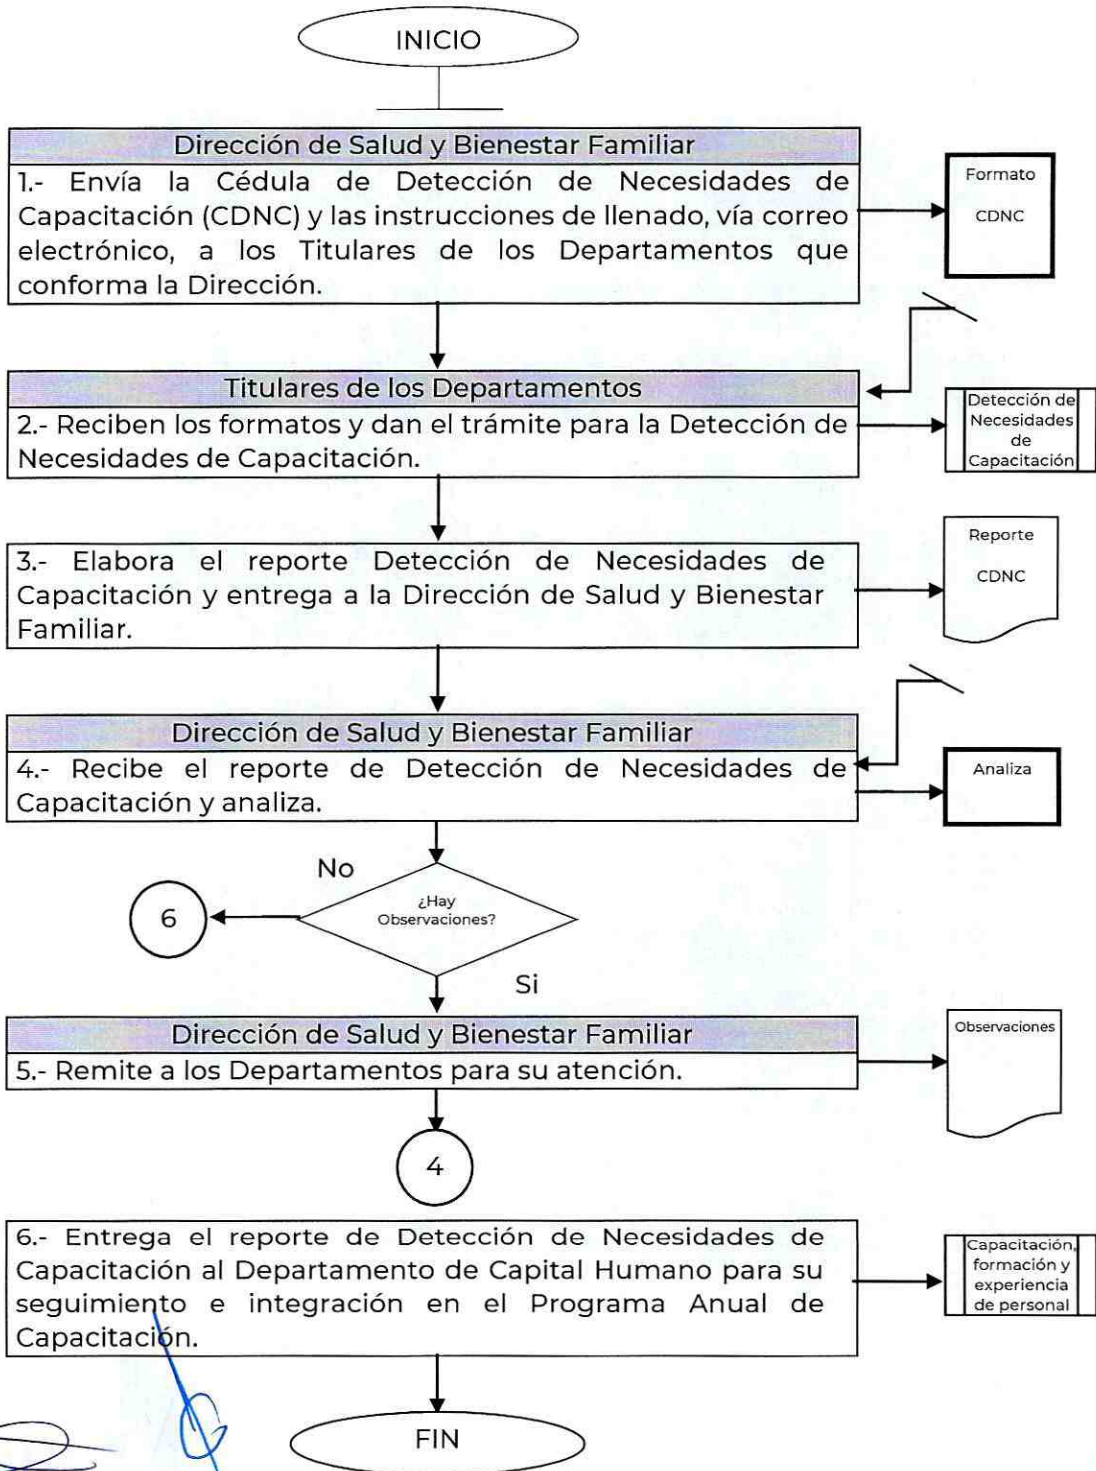 INICIO
Dirección de Salud y Bienestar Familiar
1.- Envía la Cédula de Detección de Necesidades de
Capacitación (CDNC) y las instrucciones de llenado, vía correo
electrónico, a los Titulares de los Departamentos que
conforma la Dirección.
Formato
CDNC
Titulares de los Departamentos
2.- Reciben los formatos y dan el trámite para la Detección de
Necesidades de Capacitación.
Detección de
Necesidades
de
Capacitación
3.- Elabora el reporte Detección de Necesidades de
Capacitación y entrega a la Dirección de Salud y Bienestar
Familiar.
Reporte
CDNC
Dirección de Salud y Bienestar Familiar
4.- Recibe el reporte de Detección de Necesidades de
Capacitación y analiza.
Analiza
No
¿Hay
Observaciones?
6
Si
Dirección de Salud y Bienestar Familiar
5.- Remite a los Departamentos para su atención.
Observaciones
4
6.- Entrega el reporte de Detección de Necesidades de
Capacitación al Departamento de Capital Humano para su
seguimiento e integración en el Programa Anual de
Capacitación.
Capacitación,
formación y
experiencia
de personal
FIN